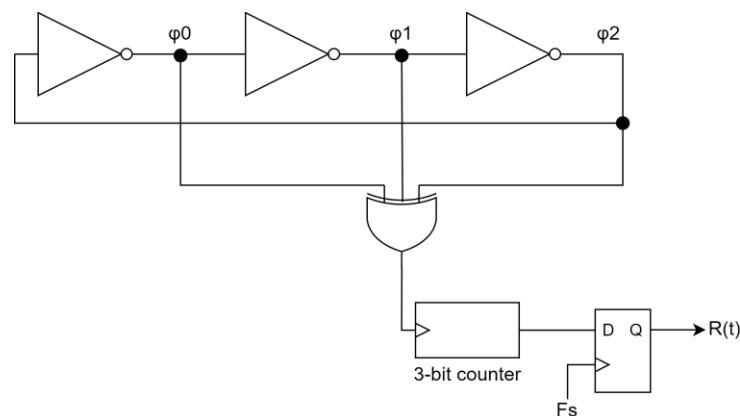 φ0 φ1 φ2
D Q
R(t)
3-bit counter
Fs